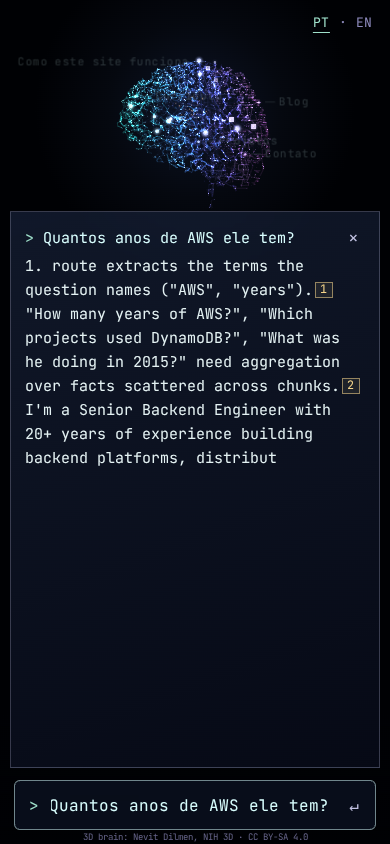 PT · EN
Como este site funciona
Blog
Contato
> Quantos anos de AWS ele tem? ×
1. route extracts the terms the
question names ("AWS", "years"). 1
"How many years of AWS?", "Which
projects used DynamoDB?", "What was
he doing in 2015?" need aggregation
over facts scattered across chunks. 2
I'm a Senior Backend Engineer with
20+ years of experience building
backend platforms, distribut
> Quantos anos de AWS ele tem? ↵
3D brain: Nevit Dilmen, NIH 3D · CC BY-SA 4.0